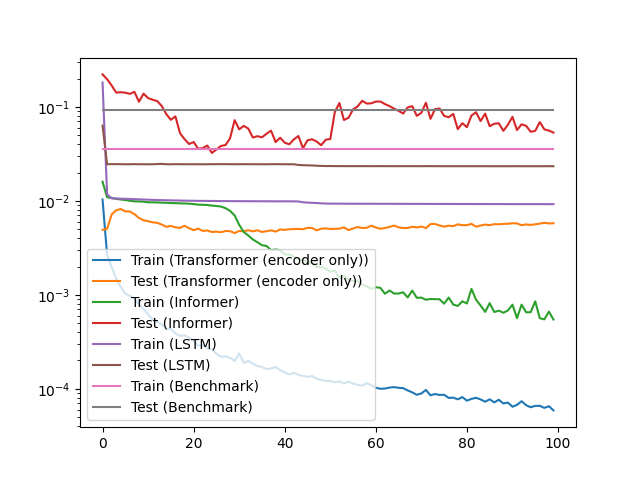 10⁻¹
10⁻²
10⁻³
10⁻⁴
Train (Transformer (encoder only))
Test (Transformer (encoder only))
Train (Informer)
Test (Informer)
Train (LSTM)
Test (LSTM)
Train (Benchmark)
Test (Benchmark)
0 20 40 60 80 100